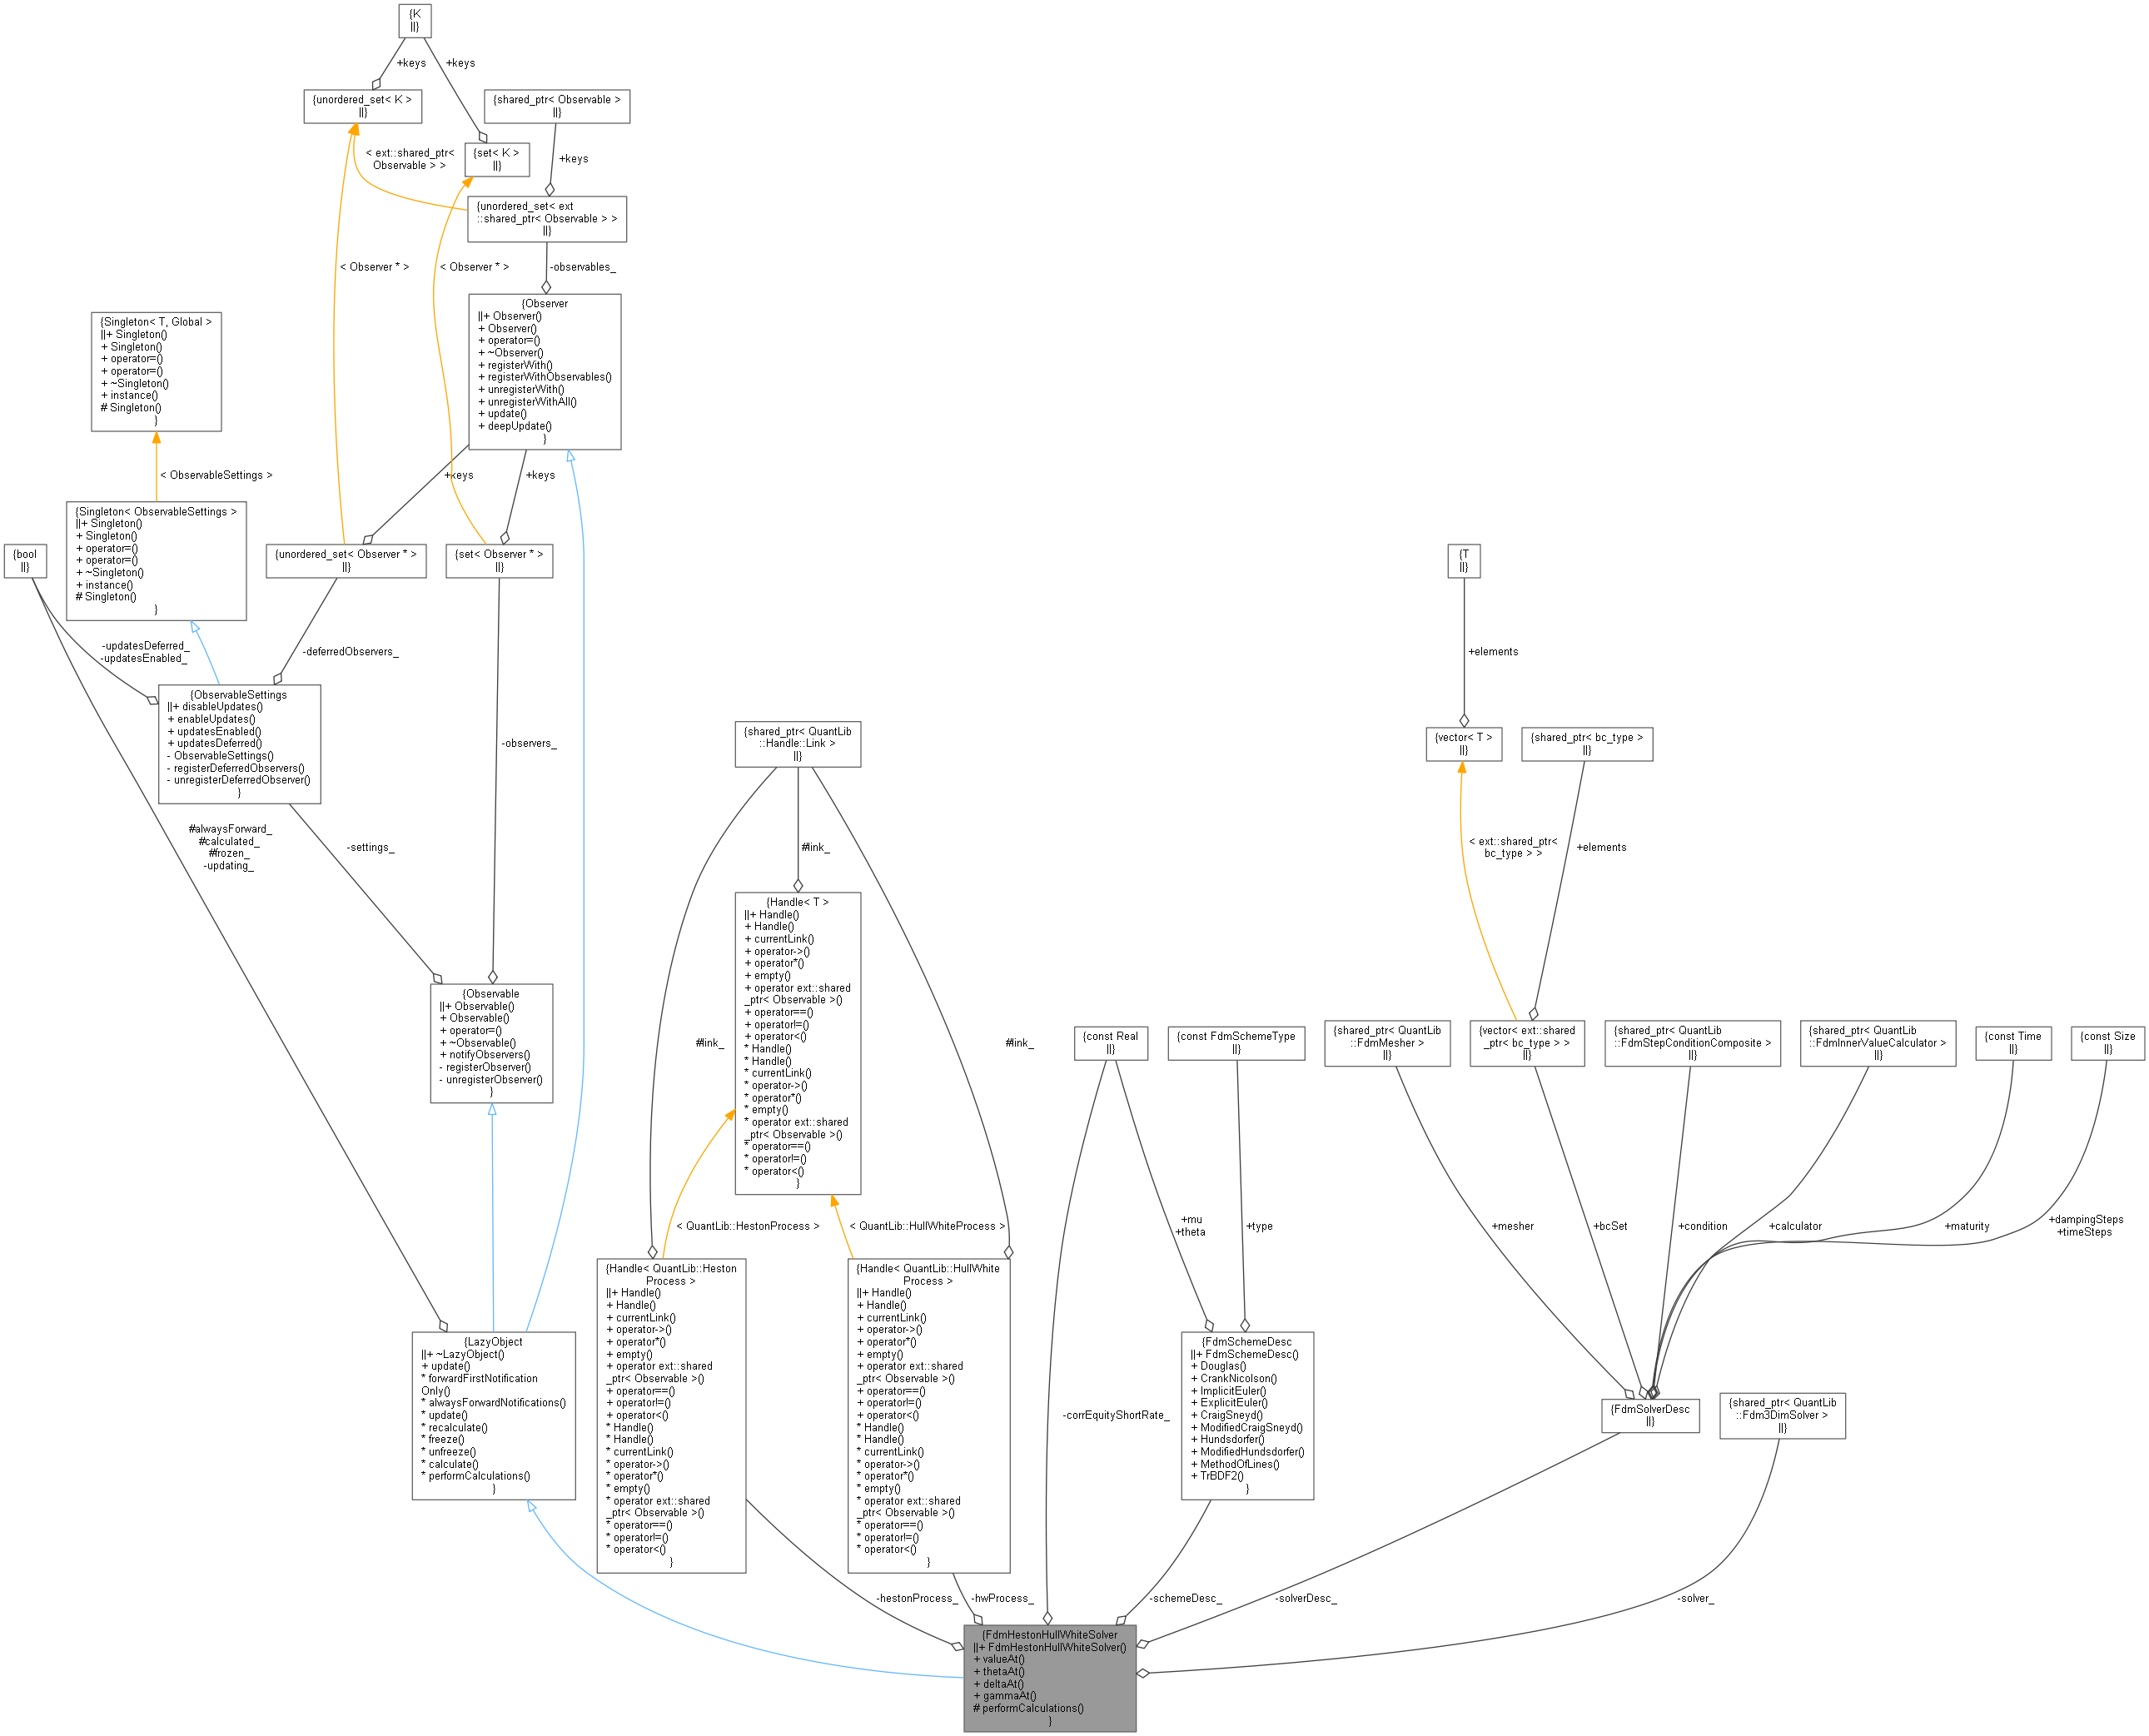 {K
||}
+keys
+keys
{unordered_set< K >
||}
{shared_ptr< Observable >
||}
{set< K >
||}
< ext::shared_ptr<
Observable > >
+keys
{unordered_set< ext
::shared_ptr< Observable > >
||}
< Observer * >
< Observer * >
-observables_
{Observer
||+ Observer()
+ Observer()
+ operator=()
+ ~Observer()
+ registerWith()
+ registerWithObservables()
+ unregisterWith()
+ unregisterWithAll()
+ update()
+ deepUpdate()
}
{Singleton< T, Global >
||+ Singleton()
+ Singleton()
+ operator=()
+ operator=()
+ ~Singleton()
+ instance()
# Singleton()
}
< ObservableSettings >
+keys
+keys
{Singleton< ObservableSettings >
||+ Singleton()
+ Singleton()
+ operator=()
+ operator=()
+ ~Singleton()
+ instance()
# Singleton()
}
{bool
||}
{unordered_set< Observer * >
||}
{set< Observer * >
||}
{T
||}
-updatesDeferred_
-updatesEnabled_
-deferredObservers_
+elements
{ObservableSettings
||+ disableUpdates()
+ enableUpdates()
+ updatesEnabled()
+ updatesDeferred()
- ObservableSettings()
- registerDeferredObservers()
- unregisterDeferredObserver()
}
-observers_
{shared_ptr< QuantLib
::Handle::Link >
||}
{vector< T >
||}
{shared_ptr< bc_type >
||}
#alwaysForward_
#calculated_
#frozen_
-updating_
-settings_
#link_
< ext::shared_ptr<
bc_type > >
+elements
{Handle< T >
||+ Handle()
+ Handle()
+ currentLink()
+ operator->()
+ operator*()
+ empty()
+ operator ext::shared
_ptr< Observable >()
+ operator==()
+ operator!=()
+ operator<()
* Handle()
* Handle()
* currentLink()
* operator->()
* operator*()
* empty()
* operator ext::shared
_ptr< Observable >()
* operator==()
* operator!=()
* operator<()
}
{Observable
||+ Observable()
+ Observable()
+ operator=()
+ ~Observable()
+ notifyObservers()
- registerObserver()
- unregisterObserver()
}
#link_
#link_
{const Real
||}
{const FdmSchemeType
||}
{shared_ptr< QuantLib
::FdmMesher >
||}
{vector< ext::shared
_ptr< bc_type > >
||}
{shared_ptr< QuantLib
::FdmStepConditionComposite >
||}
{shared_ptr< QuantLib
::FdmInnerValueCalculator >
||}
{const Time
||}
{const Size
||}
< QuantLib::HestonProcess >
< QuantLib::HullWhiteProcess >
+mu
+theta
+type
+mesher
+bcSet
+condition
+calculator
+maturity
+dampingSteps
+timeSteps
{Handle< QuantLib::Heston
Process >
||+ Handle()
+ Handle()
+ currentLink()
+ operator->()
+ operator*()
+ empty()
+ operator ext::shared
_ptr< Observable >()
+ operator==()
+ operator!=()
+ operator<()
* Handle()
* Handle()
* currentLink()
* operator->()
* operator*()
* empty()
* operator ext::shared
_ptr< Observable >()
* operator==()
* operator!=()
* operator<()
}
{Handle< QuantLib::HullWhite
Process >
||+ Handle()
+ Handle()
+ currentLink()
+ operator->()
+ operator*()
+ empty()
+ operator ext::shared
_ptr< Observable >()
+ operator==()
+ operator!=()
+ operator<()
* Handle()
* Handle()
* currentLink()
* operator->()
* operator*()
* empty()
* operator ext::shared
_ptr< Observable >()
* operator==()
* operator!=()
* operator<()
}
{LazyObject
||+ ~LazyObject()
+ update()
* forwardFirstNotification
Only()
* alwaysForwardNotifications()
* update()
* recalculate()
* freeze()
* unfreeze()
* calculate()
* performCalculations()
}
-corrEquityShortRate_
{FdmSchemeDesc
||+ FdmSchemeDesc()
+ Douglas()
+ CrankNicolson()
+ ImplicitEuler()
+ ExplicitEuler()
+ CraigSneyd()
+ ModifiedCraigSneyd()
+ Hundsdorfer()
+ ModifiedHundsdorfer()
+ MethodOfLines()
+ TrBDF2()
}
{FdmSolverDesc
||}
{shared_ptr< QuantLib
::Fdm3DimSolver >
||}
-hestonProcess_
-hwProcess_
-schemeDesc_
-solverDesc_
-solver_
{FdmHestonHullWhiteSolver
||+ FdmHestonHullWhiteSolver()
+ valueAt()
+ thetaAt()
+ deltaAt()
+ gammaAt()
# performCalculations()
}